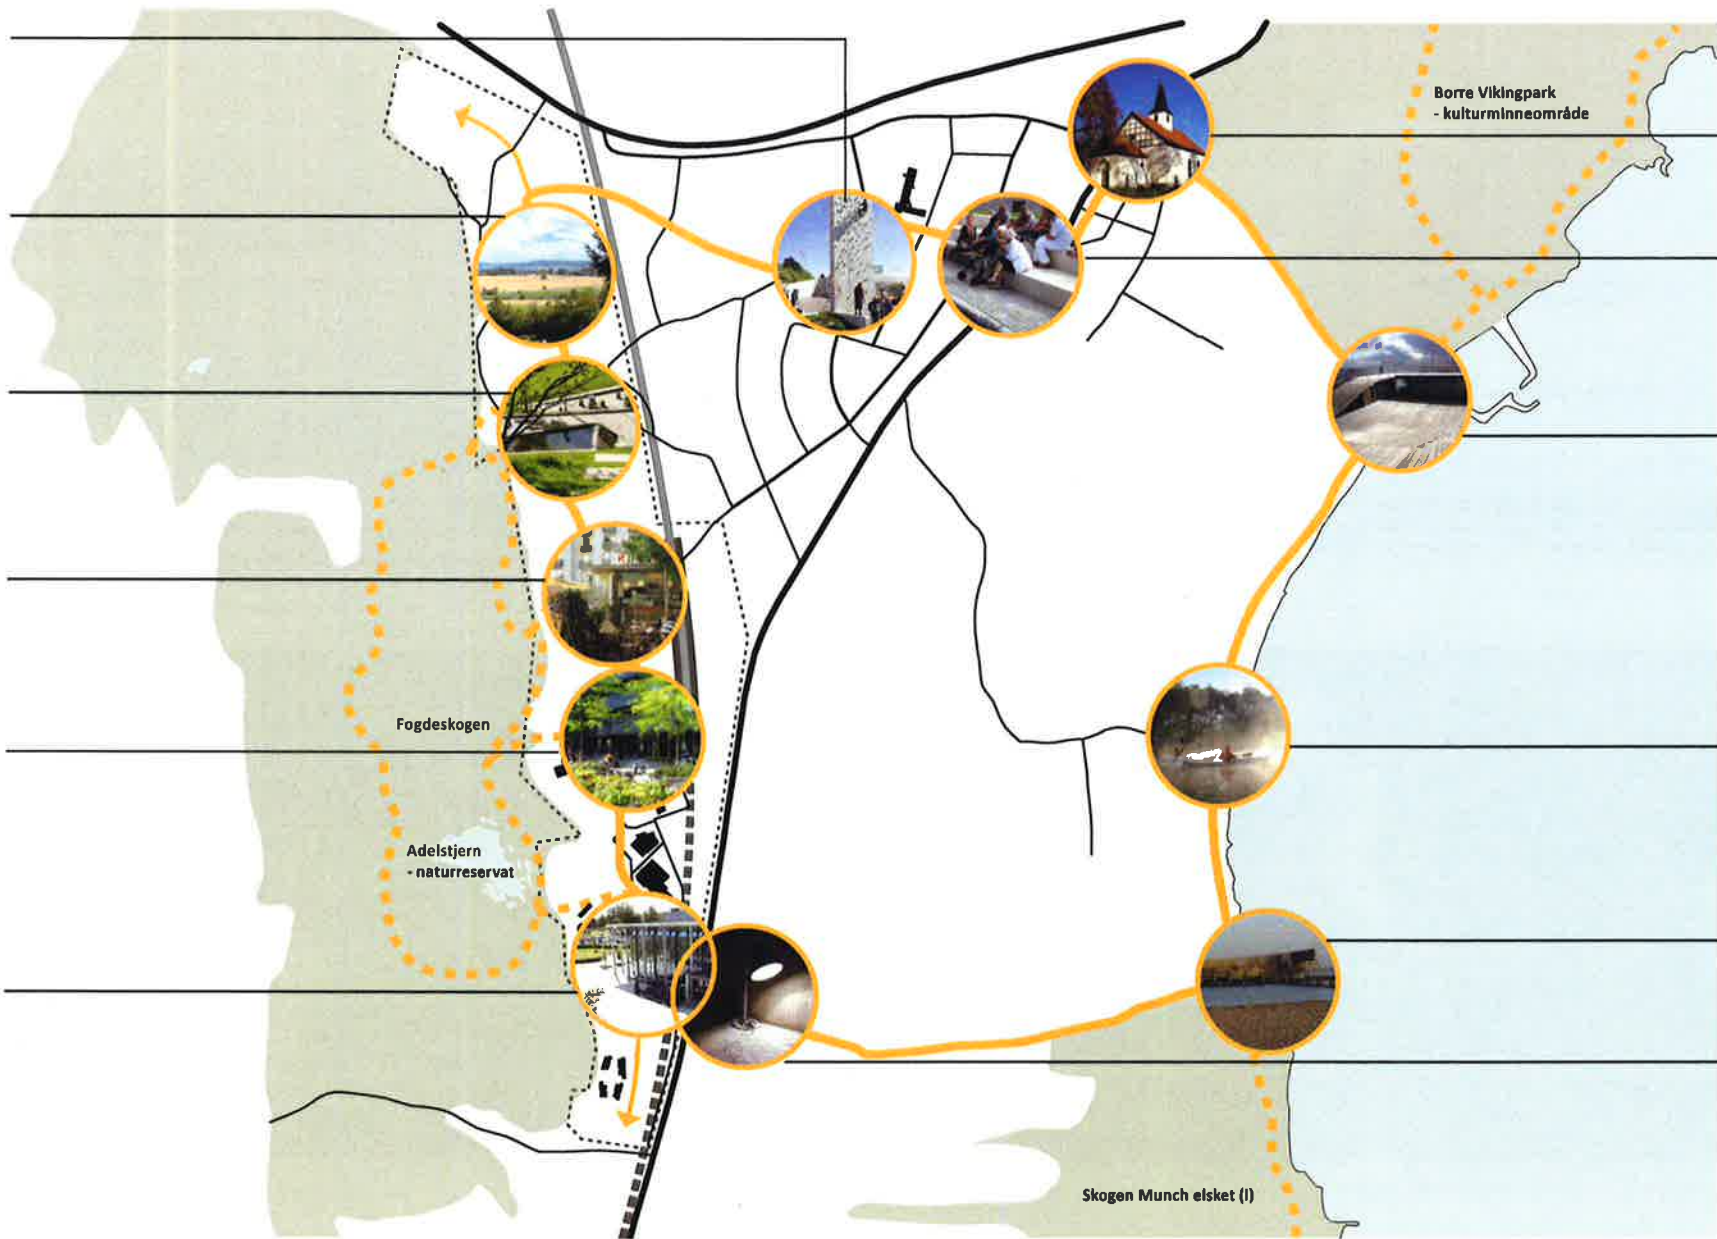 Borre Vikingpark
- kulturminneområde
Fogdeskogen
Adelstjern
- naturreservat
Skogen Munch elsket (I)